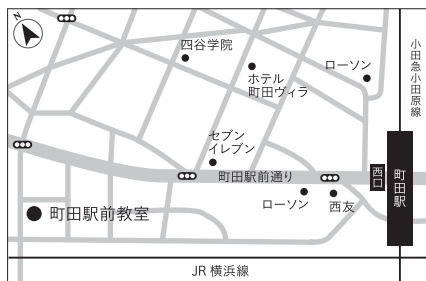 N
四谷学院
ホテル
町田ヴィラ
ローソン
小田急小田原線
セブン
イレブン
町田駅前通り
西口
町田駅
ローソン
西友
町田駅前教室
JR 横浜線